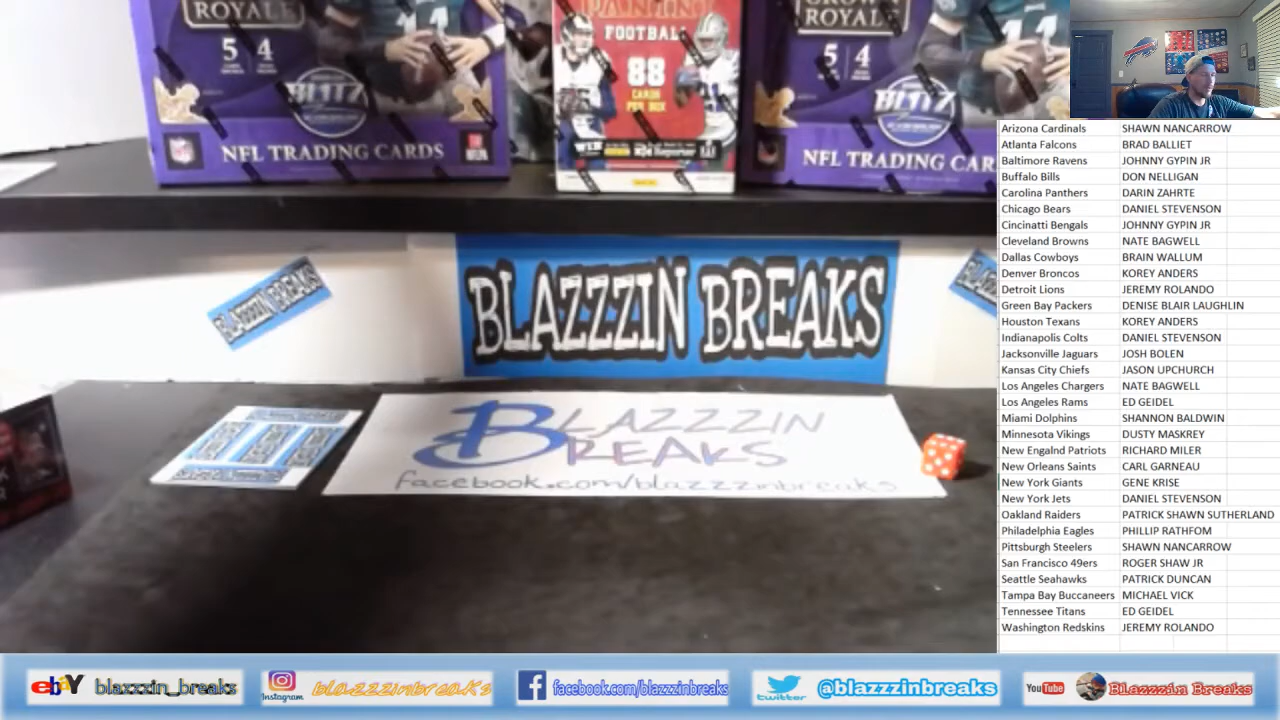 ROYALE
5 4
BLITZ
NFL TRADING CARDS
PANINI
FOOTBALL
88
CARDS
PER BOX
CROWN
ROYALE
5 4
BLITZ
NFL TRADING CAR
BLAZZZIN BREAKS
BLAZZZIN BREAKS
BLAZZZIN
BREAKS
facebook.com/blazzzinbreaks
Arizona Cardinals SHAWN NANCARROW
Atlanta Falcons BRAD BALLIET
Baltimore Ravens JOHNNY GYPIN JR
Buffalo Bills DON NELLIGAN
Carolina Panthers DARIN ZAHRTE
Chicago Bears DANIEL STEVENSON
Cincinatti Bengals JOHNNY GYPIN JR
Cleveland Browns NATE BAGWELL
Dallas Cowboys BRAIN WALLUM
Denver Broncos KOREY ANDERS
Detroit Lions JEREMY ROLANDO
Green Bay Packers DENISE BLAIR LAUGHLIN
Houston Texans KOREY ANDERS
Indianapolis Colts DANIEL STEVENSON
Jacksonville Jaguars JOSH BOLEN
Kansas City Chiefs JASON UPCHURCH
Los Angeles Chargers NATE BAGWELL
Los Angeles Rams ED GEIDEL
Miami Dolphins SHANNON BALDWIN
Minnesota Vikings DUSTY MASKREY
New Engalnd Patriots RICHARD MILER
New Orleans Saints CARL GARNEAU
New York Giants GENE KRISE
New York Jets DANIEL STEVENSON
Oakland Raiders PATRICK SHAWN SUTHERLAND
Philadelphia Eagles PHILLIP RATHFOM
Pittsburgh Steelers SHAWN NANCARROW
San Francisco 49ers ROGER SHAW JR
Seattle Seahawks PATRICK DUNCAN
Tampa Bay Buccaneers MICHAEL VICK
Tennessee Titans ED GEIDEL
Washington Redskins JEREMY ROLANDO
ebay blazzzin_breaks
Instagram blazzzinbreaks
facebook.com/blazzzinbreaks
twitter @blazzzinbreaks
YouTube Blazzzin Breaks